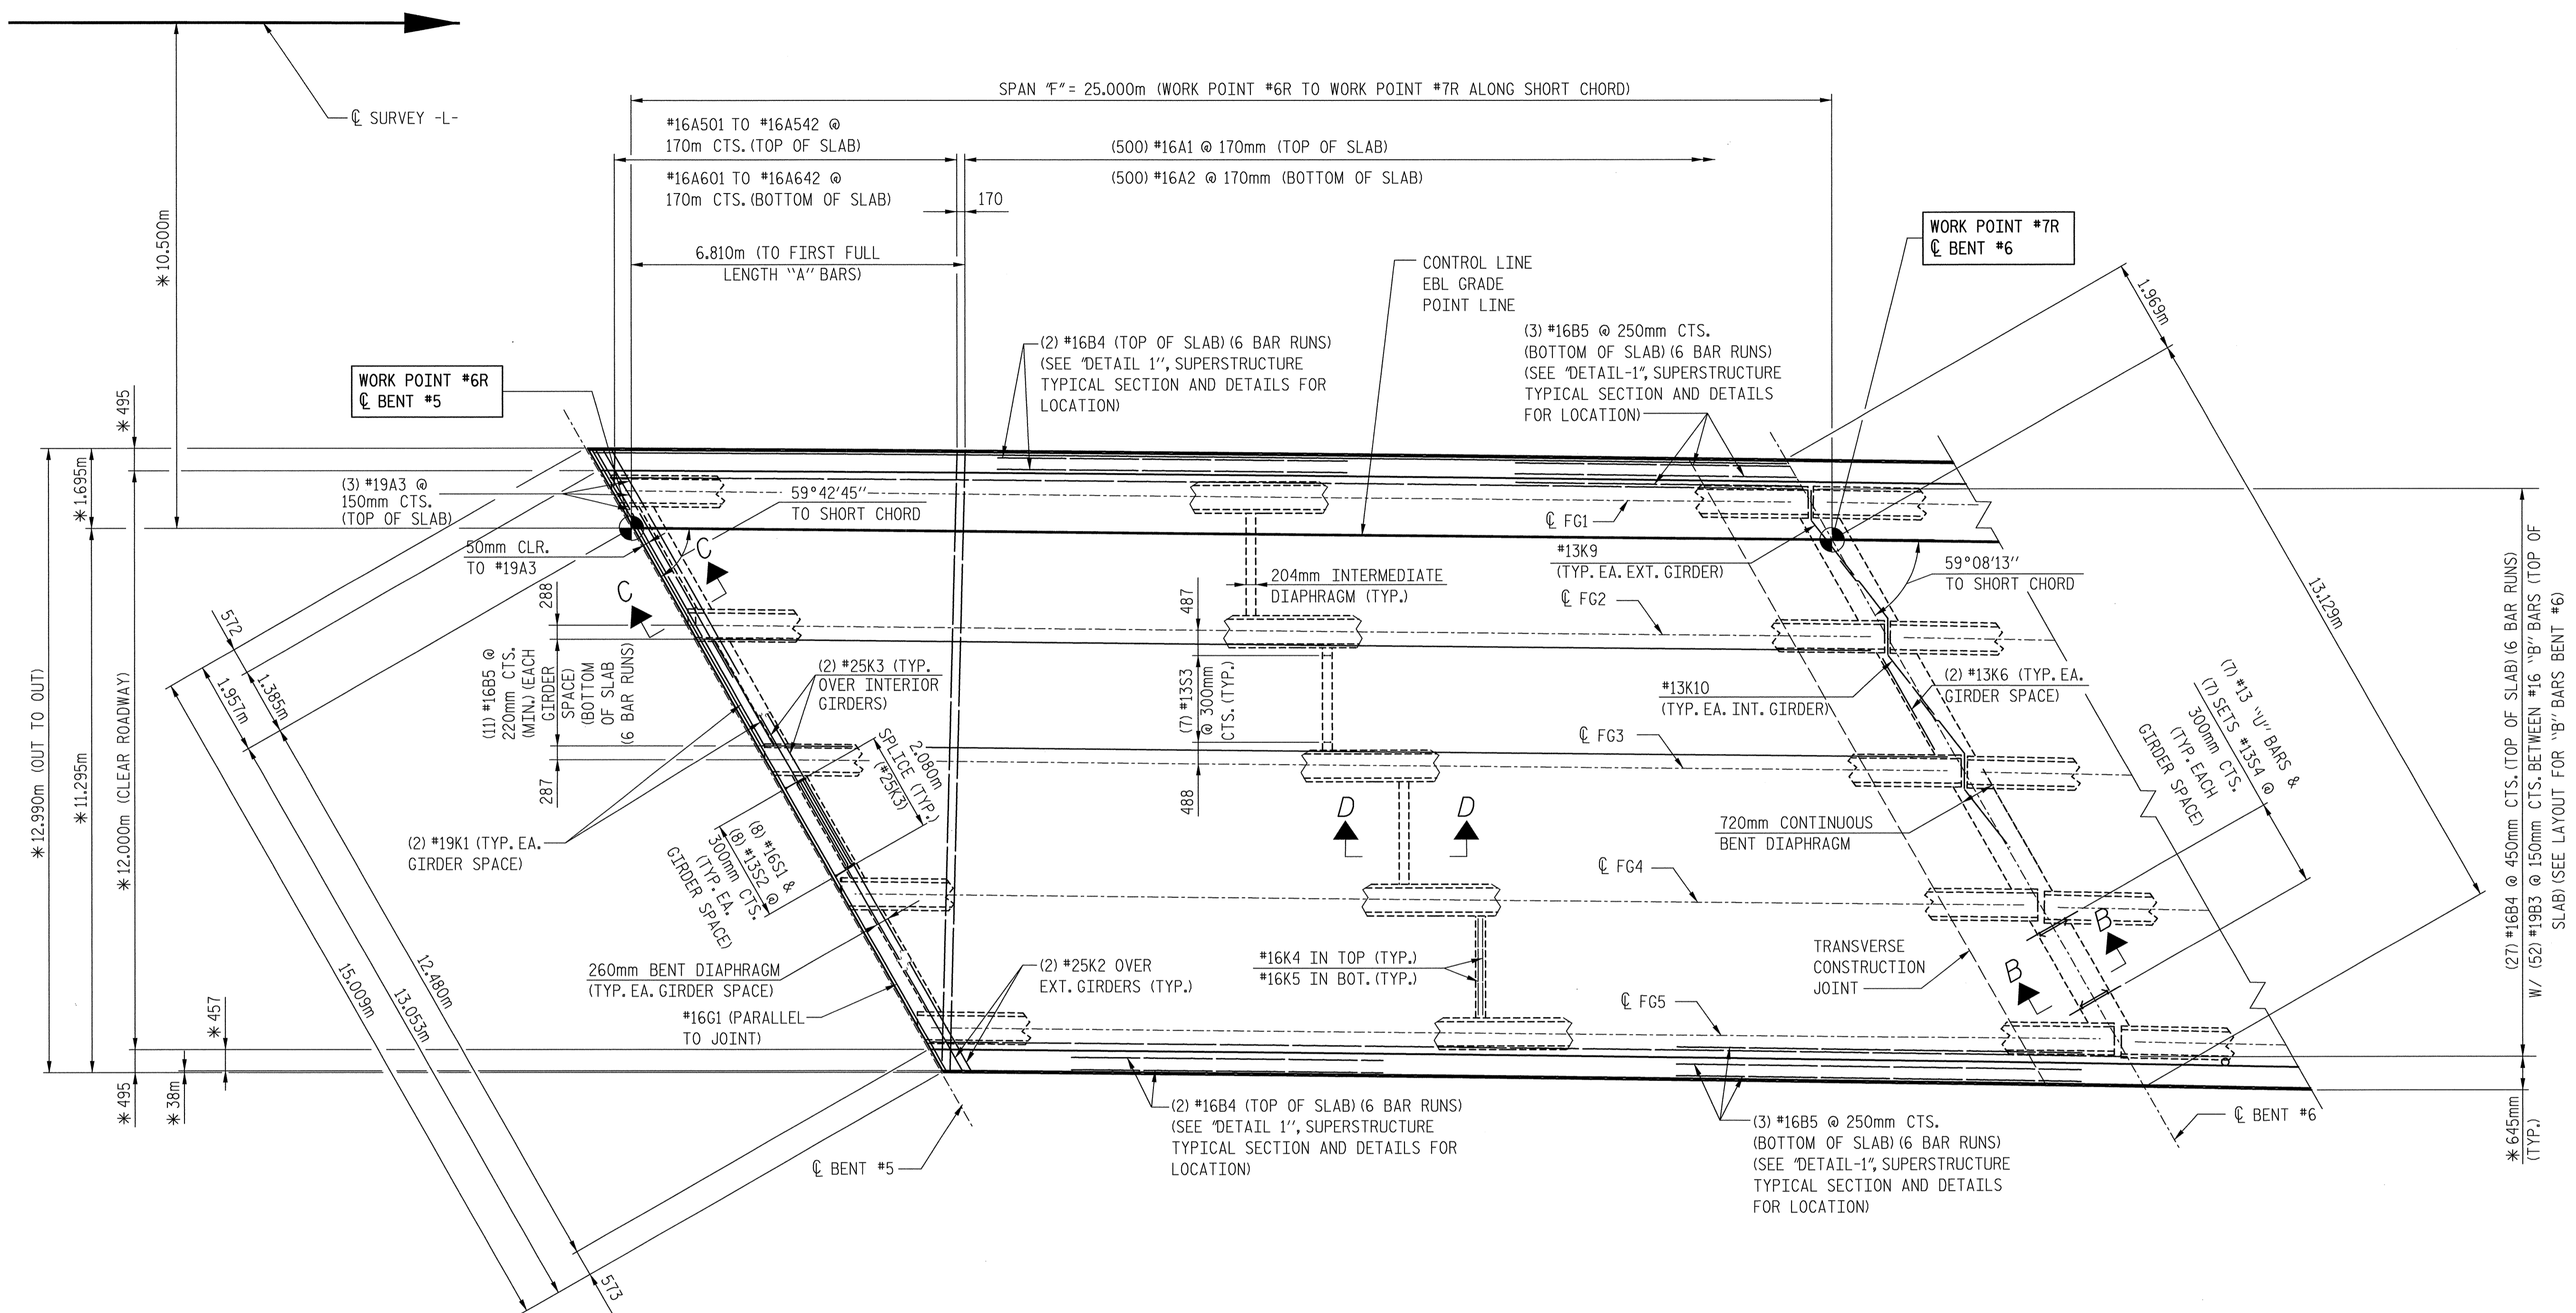 ℄ SURVEY -L-
SPAN "F" = 25.000m (WORK POINT #6R TO WORK POINT #7R ALONG SHORT CHORD)
#16A501 TO #16A542 @
170m CTS. (TOP OF SLAB)
#16A601 TO #16A642 @
170m CTS. (BOTTOM OF SLAB)
(500) #16A1 @ 170mm (TOP OF SLAB)
(500) #16A2 @ 170mm (BOTTOM OF SLAB)
170
6.810m (TO FIRST FULL
LENGTH "A" BARS)
*10.500m
WORK POINT #7R
℄ BENT #6
CONTROL LINE
EBL GRADE
POINT LINE
(2) #16B4 (TOP OF SLAB) (6 BAR RUNS)
(SEE "DETAIL 1", SUPERSTRUCTURE
TYPICAL SECTION AND DETAILS FOR
LOCATION)
(3) #16B5 @ 250mm CTS.
(BOTTOM OF SLAB) (6 BAR RUNS)
(SEE "DETAIL-1", SUPERSTRUCTURE
TYPICAL SECTION AND DETAILS
FOR LOCATION)
1.969m
13.129m
WORK POINT #6R
℄ BENT #5
*495
*1.695m
*12.990m (OUT TO OUT)
*11.295m
*12.000m (CLEAR ROADWAY)
(3) #19A3 @
150mm CTS.
(TOP OF SLAB)
59°42'45"
TO SHORT CHORD
50mm CLR.
TO #19A3
C
C
℄ FG1
#13K9
(TYP. EA. EXT. GIRDER)
59°08'13"
TO SHORT CHORD
204mm INTERMEDIATE
DIAPHRAGM (TYP.)
℄ FG2
288
(11) #16B5 @
220mm CTS.
(MIN.) (EACH
GIRDER
SPACE)
(BOTTOM
OF SLAB
(6 BAR RUNS)
287
487
(7) #13S3
@ 300mm
CTS. (TYP.)
488
(2) #25K3 (TYP.
OVER INTERIOR
GIRDERS)
#13K10
(TYP. EA. INT. GIRDER)
(2) #13K6 (TYP. EA.
GIRDER SPACE)
(7) #13 "U" BARS &
(7) SETS #13S4 @
300mm CTS.
(TYP. EACH
GIRDER SPACE)
572
1.385m
1.957m
2.080m
SPLICE (TYP.)
(#25K3)
℄ FG3
(2) #19K1 (TYP. EA.
GIRDER SPACE)
(8) #16S1 &
(8) #13S2 @
300mm CTS.
(TYP. EA.
GIRDER SPACE)
D
D
720mm CONTINUOUS
BENT DIAPHRAGM
℄ FG4
260mm BENT DIAPHRAGM
(TYP. EA. GIRDER SPACE)
#16G1 (PARALLEL
TO JOINT)
(2) #25K2 OVER
EXT. GIRDERS (TYP.)
#16K4 IN TOP (TYP.)
#16K5 IN BOT. (TYP.)
TRANSVERSE
CONSTRUCTION
JOINT
B
B
℄ FG5
12.480m
13.053m
15.009m
573
*457
*495
*38m
℄ BENT #5
(2) #16B4 (TOP OF SLAB) (6 BAR RUNS)
(SEE "DETAIL 1", SUPERSTRUCTURE
TYPICAL SECTION AND DETAILS FOR
LOCATION)
(3) #16B5 @ 250mm CTS.
(BOTTOM OF SLAB) (6 BAR RUNS)
(SEE "DETAIL-1", SUPERSTRUCTURE
TYPICAL SECTION AND DETAILS
FOR LOCATION)
℄ BENT #6
(27) #16B4 @ 450mm CTS. (TOP OF SLAB) (6 BAR RUNS)
W/ (52) #19B3 @ 150mm CTS. BETWEEN #16 "B" BARS (TOP OF
SLAB) (SEE LAYOUT FOR "B" BARS BENT #6)
*645mm
(TYP.)